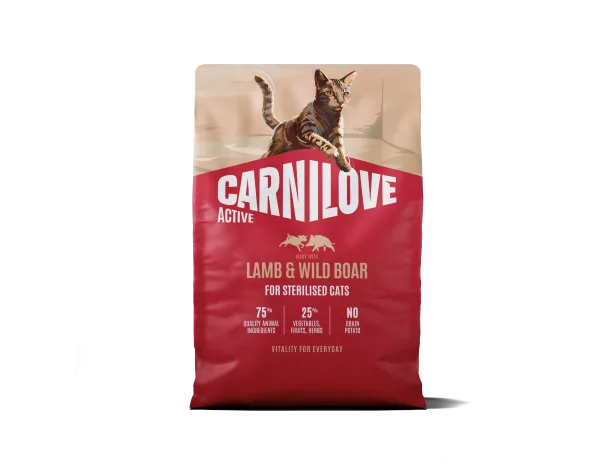 CARNILOVE
ACTIVE
MADE WITH
LAMB & WILD BOAR
FOR STERILISED CATS
75% 25% NO
QUALITY ANIMAL VEGETABLES, GRAIN
INGREDIENTS FRUITS, HERBS POTATO
VITALITY FOR EVERYDAY